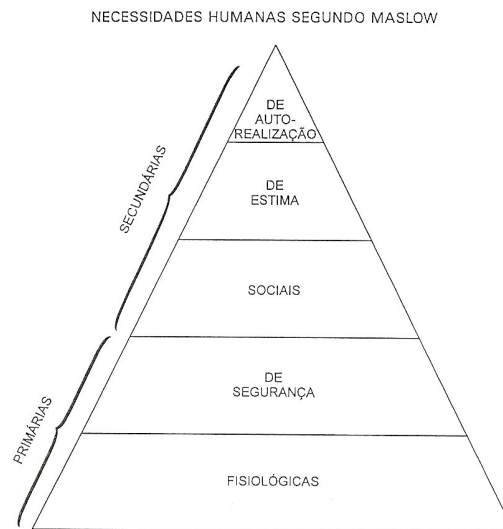 NECESSIDADES HUMANAS SEGUNDO MASLOW
DE
AUTO-
REALIZAÇÃO
SECUNDÁRIAS
DE
ESTIMA
SOCIAIS
DE
SEGURANÇA
PRIMÁRIAS
FISIOLÓGICAS